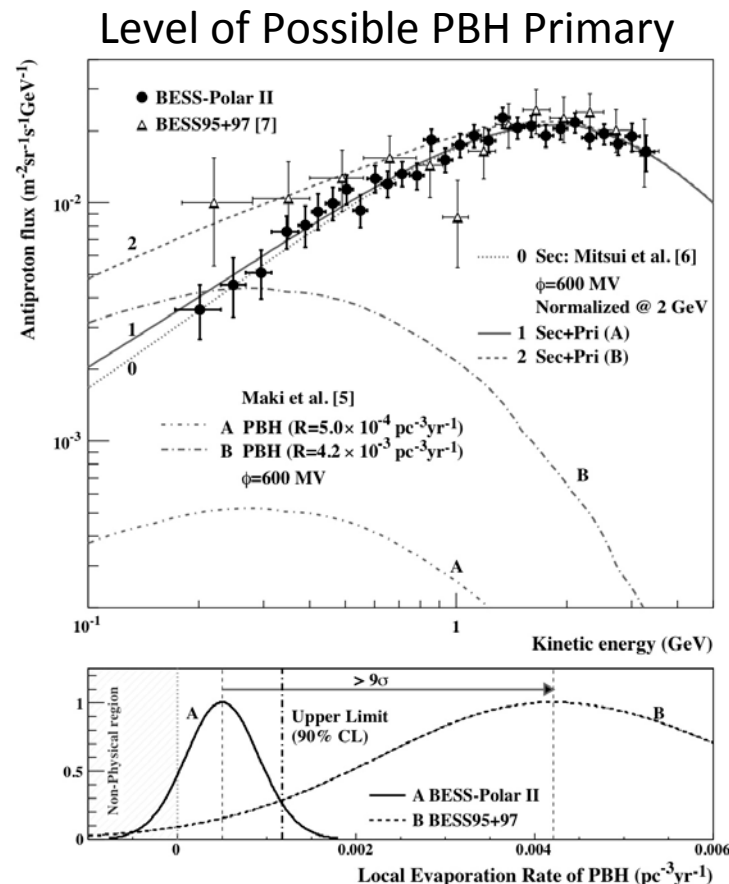 Level of Possible PBH Primary
Antiproton flux (m⁻²sr⁻¹s⁻¹GeV⁻¹)
10⁻²
10⁻³
BESS-Polar II
BESS95+97 [7]
2
1
0
0 Sec: Mitsui et al. [6]
ϕ=600 MV
Normalized @ 2 GeV
1 Sec+Pri (A)
2 Sec+Pri (B)
Maki et al. [5]
A PBH (R=5.0× 10⁻⁴ pc⁻³yr⁻¹)
B PBH (R=4.2 × 10⁻³ pc⁻³yr⁻¹)
ϕ=600 MV
B
A
10⁻¹
1
Kinetic energy (GeV)
> 9σ
1
0.5
0
Non-Physical region
A
Upper Limit
(90% CL)
B
A BESS-Polar II
B BESS95+97
0
0.002
0.004
0.006
Local Evaporation Rate of PBH (pc⁻³yr⁻¹)